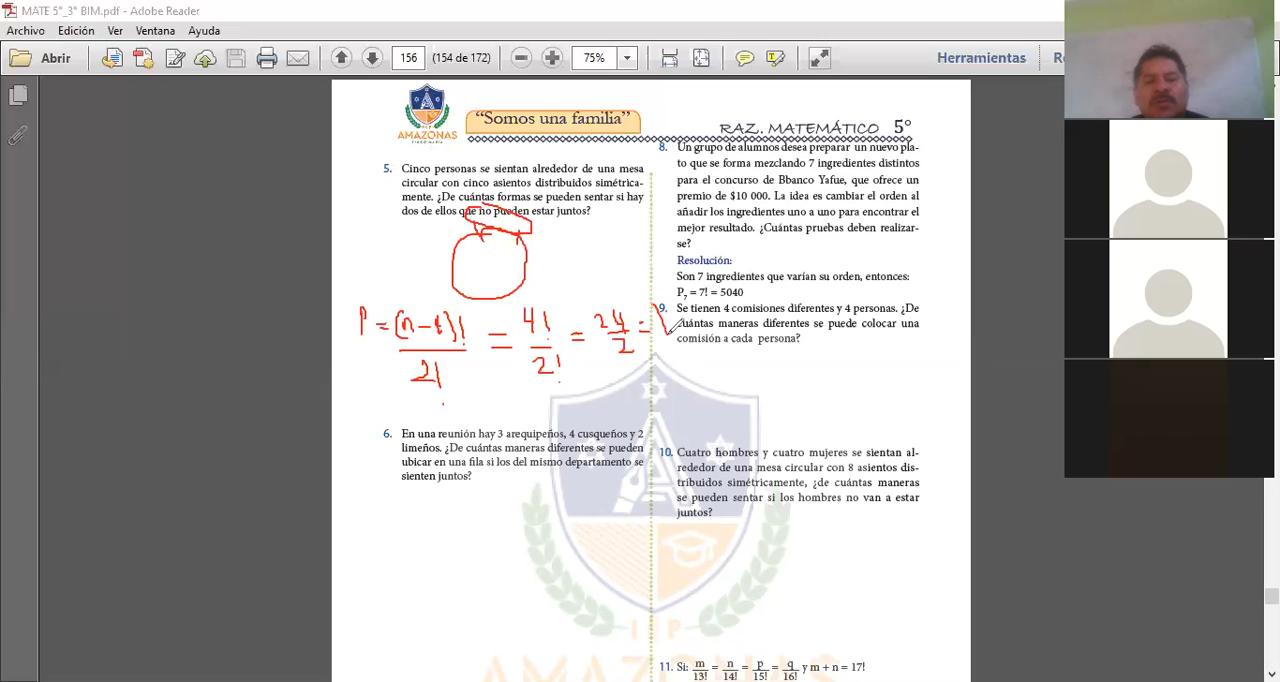 MATE 5°_3° BIM.pdf - Adobe Reader
Archivo Edición Ver Ventana Ayuda
Abrir
156
(154 de 172)
75%
Herramientas
AMAZONAS
“Somos una familia”
RAZ. MATEMÁTICO 5°
5. Cinco personas se sientan alrededor de una mesa
circular con cinco asientos distribuidos simétrica-
mente. ¿De cuántas formas se pueden sentar si hay
dos de ellos que no pueden estar juntos?
P = (n-1)! / 2! = 4! / 2! = 24 / 2 =
6. En una reunión hay 3 arequipeños, 4 cusqueños y 2
limeños. ¿De cuántas maneras diferentes se pueden
ubicar en una fila si los del mismo departamento se
sienten juntos?
8. Un grupo de alumnos desea preparar un nuevo pla-
to que se forma mezclando 7 ingredientes distintos
para el concurso de Bbanco Yafue, que ofrece un
premio de $10 000. La idea es cambiar el orden al
añadir los ingredientes uno a uno para encontrar el
mejor resultado. ¿Cuántas pruebas deben realizar-
se?
Resolución:
Son 7 ingredientes que varían su orden, entonces:
P₇ = 7! = 5040
9. Se tienen 4 comisiones diferentes y 4 personas. ¿De
cuántas maneras diferentes se puede colocar una
comisión a cada persona?
10. Cuatro hombres y cuatro mujeres se sientan al-
rededor de una mesa circular con 8 asientos dis-
tribuidos simétricamente, ¿de cuántas maneras
se pueden sentar si los hombres no van a estar
juntos?
11. Si: m/13! = n/14! = p/15! = q/16! y m + n = 17!
AMAZONAS